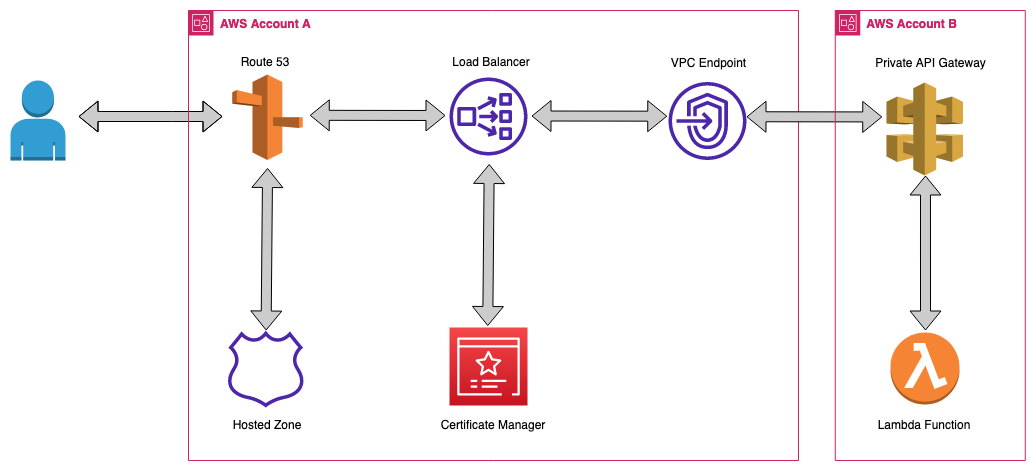 AWS Account A
AWS Account B
Route 53
Load Balancer
VPC Endpoint
Private API Gateway
Hosted Zone
Certificate Manager
Lambda Function